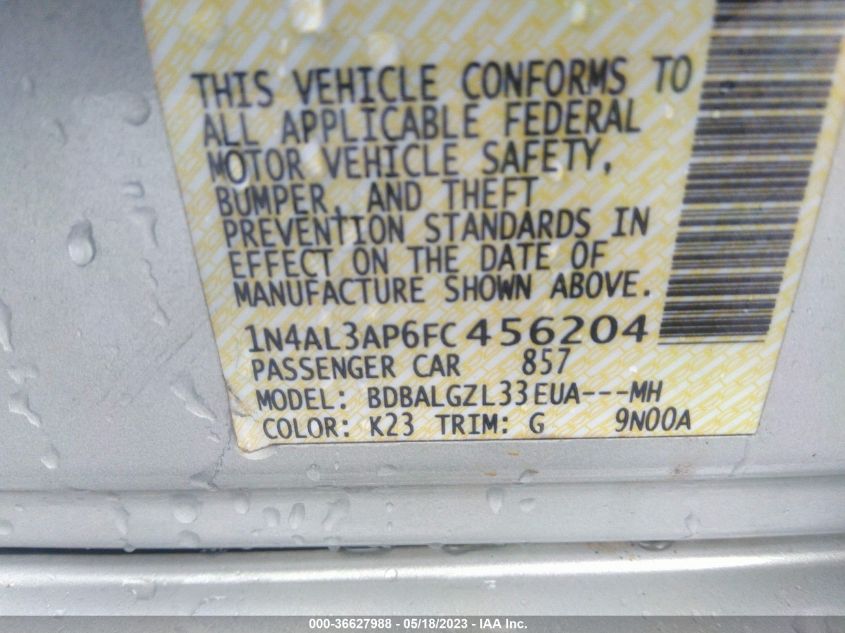 THIS VEHICLE CONFORMS TO
ALL APPLICABLE FEDERAL
MOTOR VEHICLE SAFETY,
BUMPER, AND THEFT
PREVENTION STANDARDS IN
EFFECT ON THE DATE OF
MANUFACTURE SHOWN ABOVE.
1N4AL3AP6FC456204
PASSENGER CAR 857
MODEL: BDBALGZL33EUA---MH
COLOR: K23 TRIM: G 9N00A
000-36627988 - 05/18/2023 - IAA Inc.